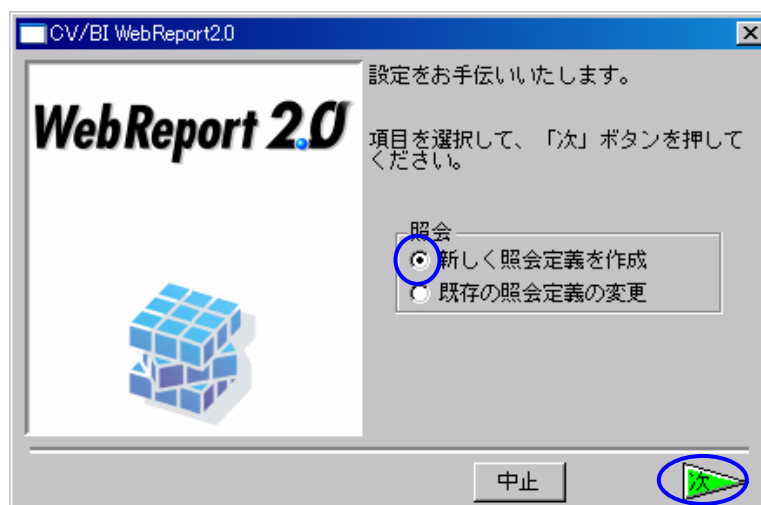 CV/BI WebReport2.0
設定をお手伝いいたします。
WebReport 2.0
項目を選択して、「次」ボタンを押して
ください。
照会
新しく照会定義を作成
既存の照会定義の変更
中止
次